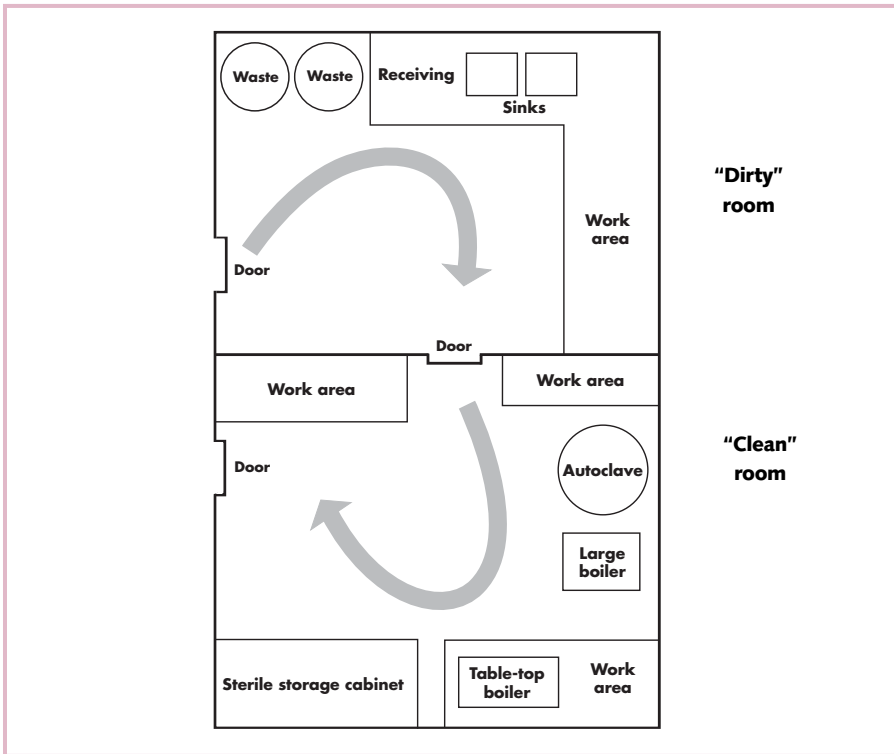 Waste
Waste
Receiving
Sinks
“Dirty”
room
Work
area
Door
Door
Work area
Work area
“Clean”
room
Door
Autoclave
Large
boiler
Sterile storage cabinet
Table-top
boiler
Work
area